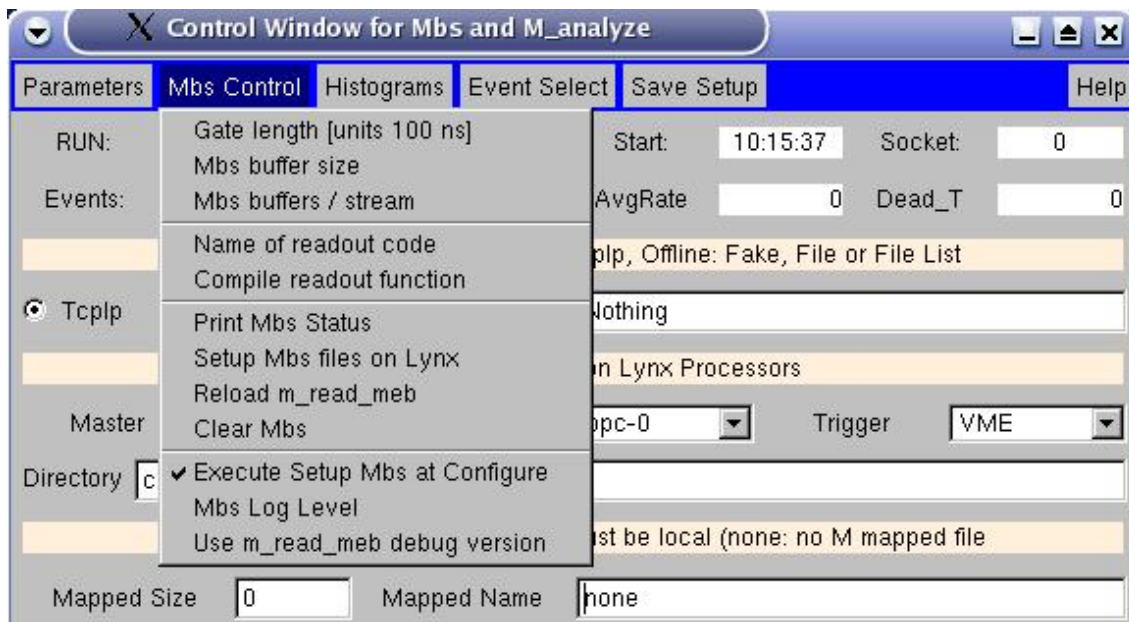 X Control Window for Mbs and M_analyze
Parameters Mbs Control Histograms Event Select Save Setup Help
RUN: Start: 10:15:37 Socket: 0
Gate length [units 100 ns]
Mbs buffer size
Events: AvgRate 0 Dead_T 0
Mbs buffers / stream
Name of readout code
Offline: Fake, File or File List
Compile readout function
TcpIp Nothing
Print Mbs Status
Setup Mbs files on Lynx
on Lynx Processors
Reload m_read_meb
Master ppc-0 Trigger VME
Clear Mbs
Directory c
Execute Setup Mbs at Configure
Mbs Log Level
be local (none: no M mapped file
Use m_read_meb debug version
Mapped Size 0 Mapped Name none